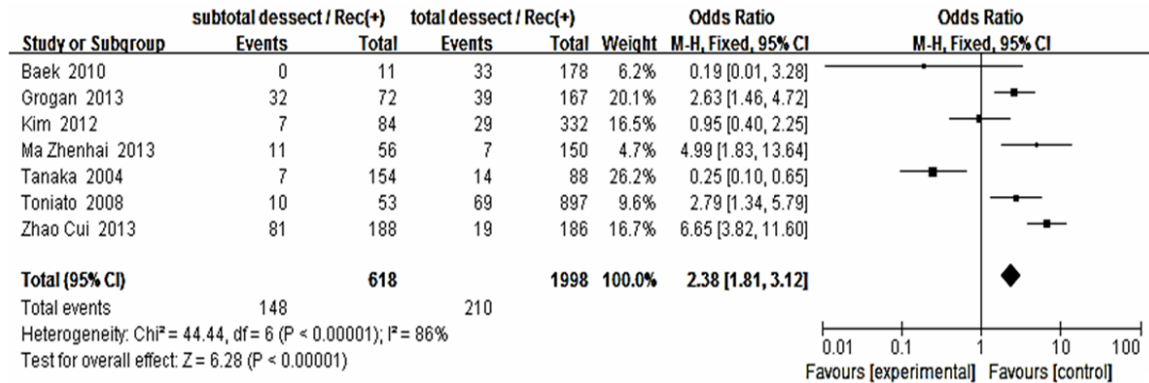 subtotal dessect / Rec(+) total dessect / Rec(+) Odds Ratio Odds Ratio
Study or Subgroup Events Total Events Total Weight M-H, Fixed, 95% CI M-H, Fixed, 95% CI
Baek 2010 0 11 33 178 6.2% 0.19 [0.01, 3.28]
Grogan 2013 32 72 39 167 20.1% 2.63 [1.46, 4.72]
Kim 2012 7 84 29 332 16.5% 0.95 [0.40, 2.25]
Ma Zhenhai 2013 11 56 7 150 4.7% 4.99 [1.83, 13.64]
Tanaka 2004 7 154 14 88 26.2% 0.25 [0.10, 0.65]
Toniato 2008 10 53 69 897 9.6% 2.79 [1.34, 5.79]
Zhao Cui 2013 81 188 19 186 16.7% 6.65 [3.82, 11.60]
Total (95% CI) 618 1998 100.0% 2.38 [1.81, 3.12]
Total events 148 210
Heterogeneity: Chi² = 44.44, df = 6 (P < 0.00001); I² = 86%
Test for overall effect: Z = 6.28 (P < 0.00001)
0.01 0.1 1 10 100
Favours [experimental] Favours [control]